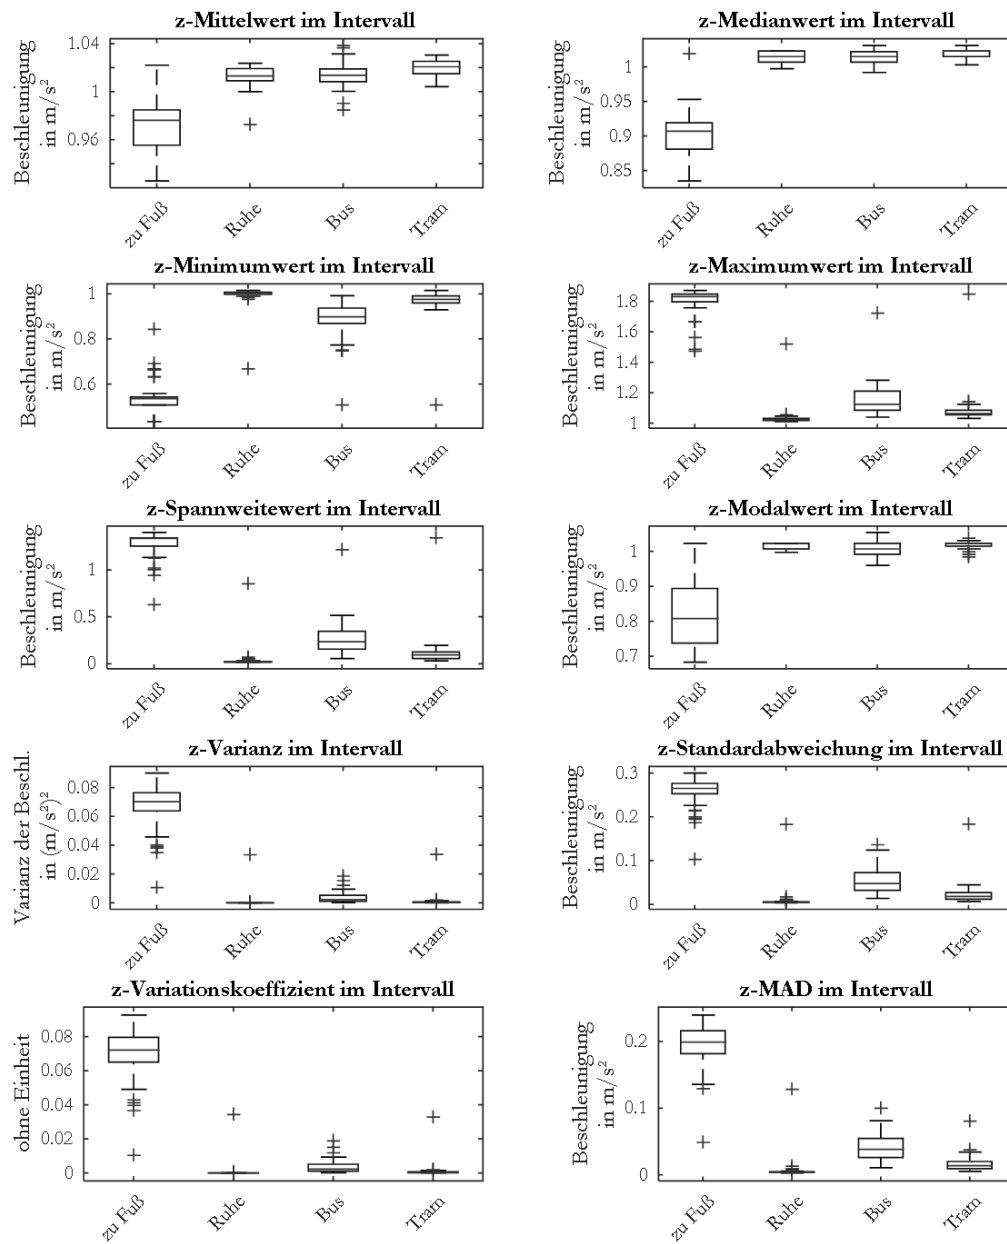 z-Mittelwert im Intervall
Beschleunigung
in m/s²
1.04
1
0.96
zu Fuß
Ruhe
Bus
Tram
z-Medianwert im Intervall
Beschleunigung
in m/s²
1
0.95
0.9
0.85
zu Fuß
Ruhe
Bus
Tram
z-Minimumwert im Intervall
Beschleunigung
in m/s²
1
0.8
0.6
zu Fuß
Ruhe
Bus
Tram
z-Maximumwert im Intervall
Beschleunigung
in m/s²
1.8
1.6
1.4
1.2
1
zu Fuß
Ruhe
Bus
Tram
z-Spannweitewert im Intervall
Beschleunigung
in m/s²
1
0.5
0
zu Fuß
Ruhe
Bus
Tram
z-Modalwert im Intervall
Beschleunigung
in m/s²
1
0.9
0.8
0.7
zu Fuß
Ruhe
Bus
Tram
z-Varianz im Intervall
Varianz der Beschl.
in (m/s²)²
0.08
0.06
0.04
0.02
0
zu Fuß
Ruhe
Bus
Tram
z-Standardabweichung im Intervall
Beschleunigung
in m/s²
0.3
0.2
0.1
0
zu Fuß
Ruhe
Bus
Tram
z-Variationskoeffizient im Intervall
ohne Einheit
0.08
0.06
0.04
0.02
0
zu Fuß
Ruhe
Bus
Tram
z-MAD im Intervall
Beschleunigung
in m/s²
0.2
0.1
0
zu Fuß
Ruhe
Bus
Tram